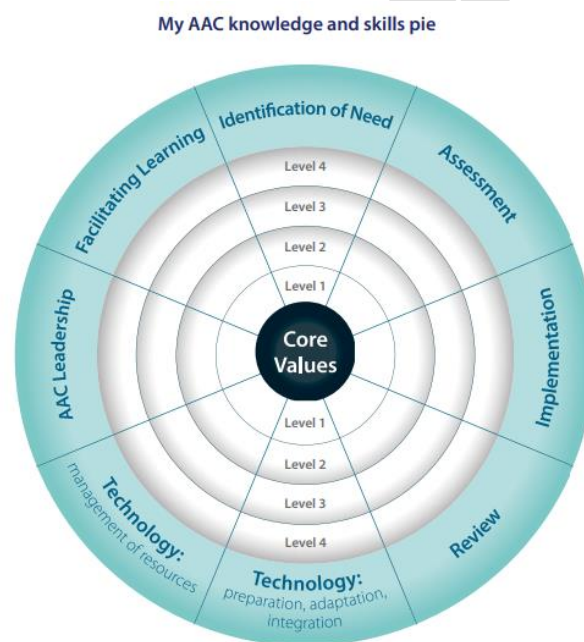 My AAC knowledge and skills pie
Identification of Need
Assessment
Implementation
Review
Technology:
preparation, adaptation,
integration
Technology:
management of resources
AAC Leadership
Facilitating Learning
Level 4
Level 3
Level 2
Level 1
Core
Values
Level 1
Level 2
Level 3
Level 4